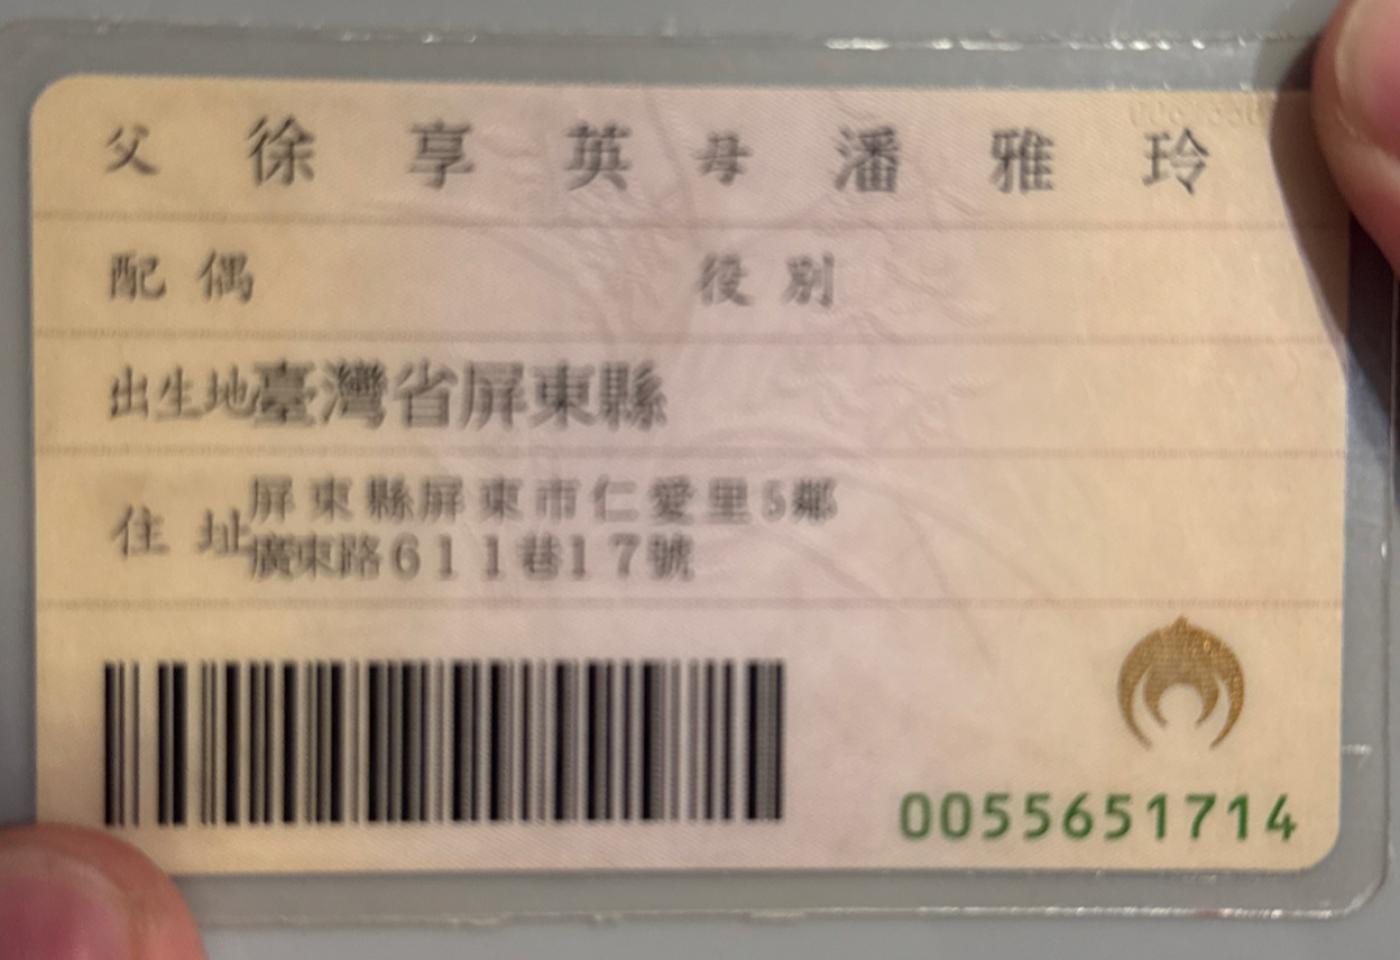 父 徐享英 母 潘雅玲
配偶 役別
出生地 臺灣省屏東縣
住址 屏東縣屏東市仁愛里5鄰
廣東路611巷17號
0055651714